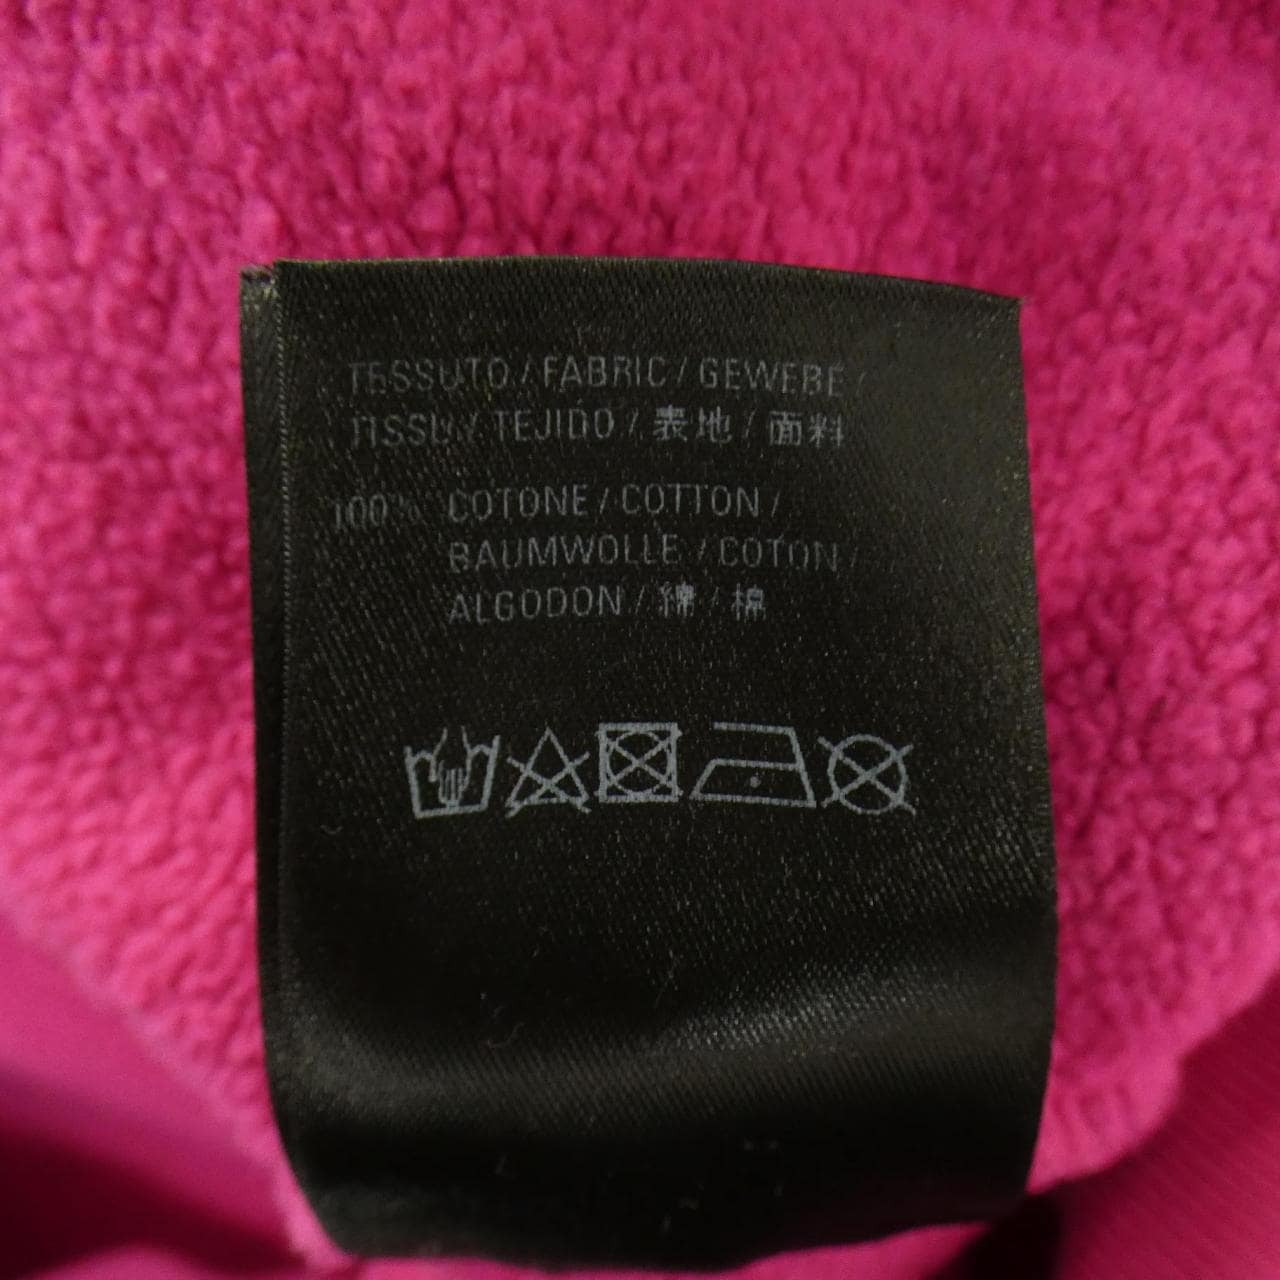 TESSUTO / FABRIC / GEWEBE /
TISSU / TEJIDO / 表地 / 面料
100% COTONE / COTTON /
BAUMWOLLE / COTON /
ALGODON / 綿 / 棉